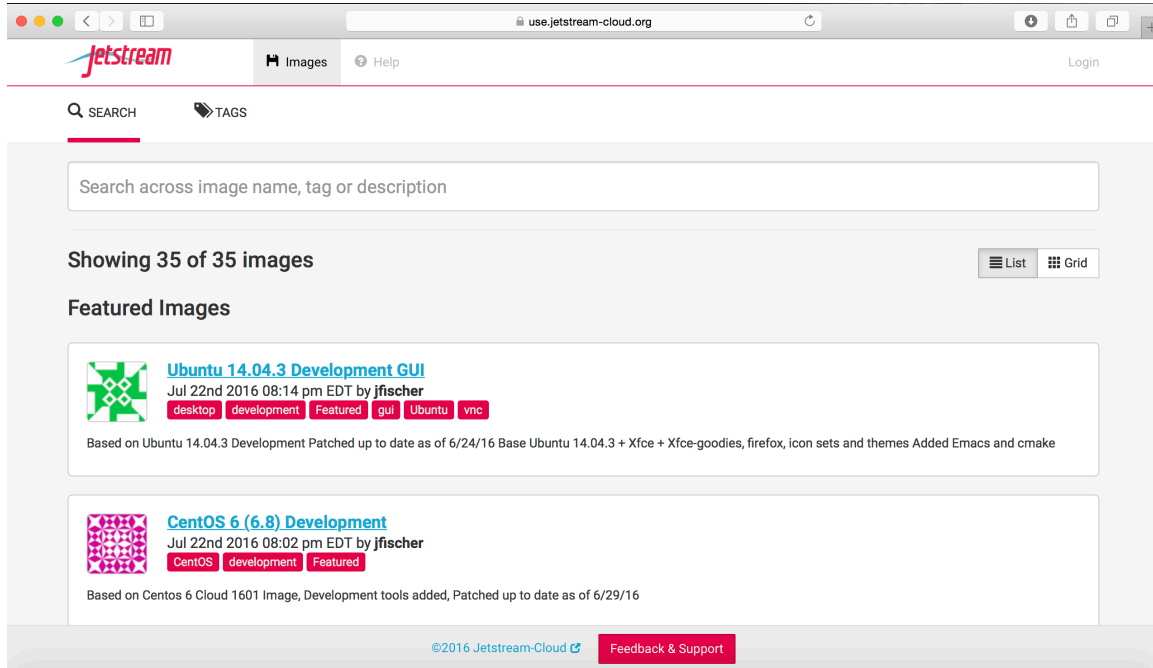 use.jetstream-cloud.org
Jetstream
Images
Help
Login
SEARCH
TAGS
Search across image name, tag or description
Showing 35 of 35 images
List
Grid
Featured Images
Ubuntu 14.04.3 Development GUI
Jul 22nd 2016 08:14 pm EDT by jfischer
desktop development Featured gui Ubuntu vnc
Based on Ubuntu 14.04.3 Development Patched up to date as of 6/24/16 Base Ubuntu 14.04.3 + Xfce + Xfce-goodies, firefox, icon sets and themes Added Emacs and cmake
CentOS 6 (6.8) Development
Jul 22nd 2016 08:02 pm EDT by jfischer
CentOS development Featured
Based on Centos 6 Cloud 1601 Image, Development tools added, Patched up to date as of 6/29/16
©2016 Jetstream-Cloud
Feedback & Support